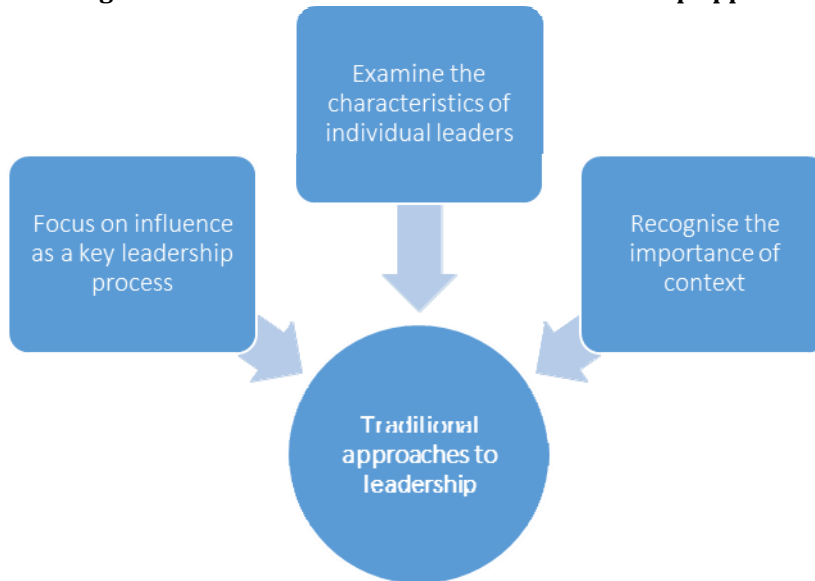 Examine the
characteristics of
individual leaders
Focus on influence
as a key leadership
process
Recognise the
importance of
context
Traditional
approaches to
leadership